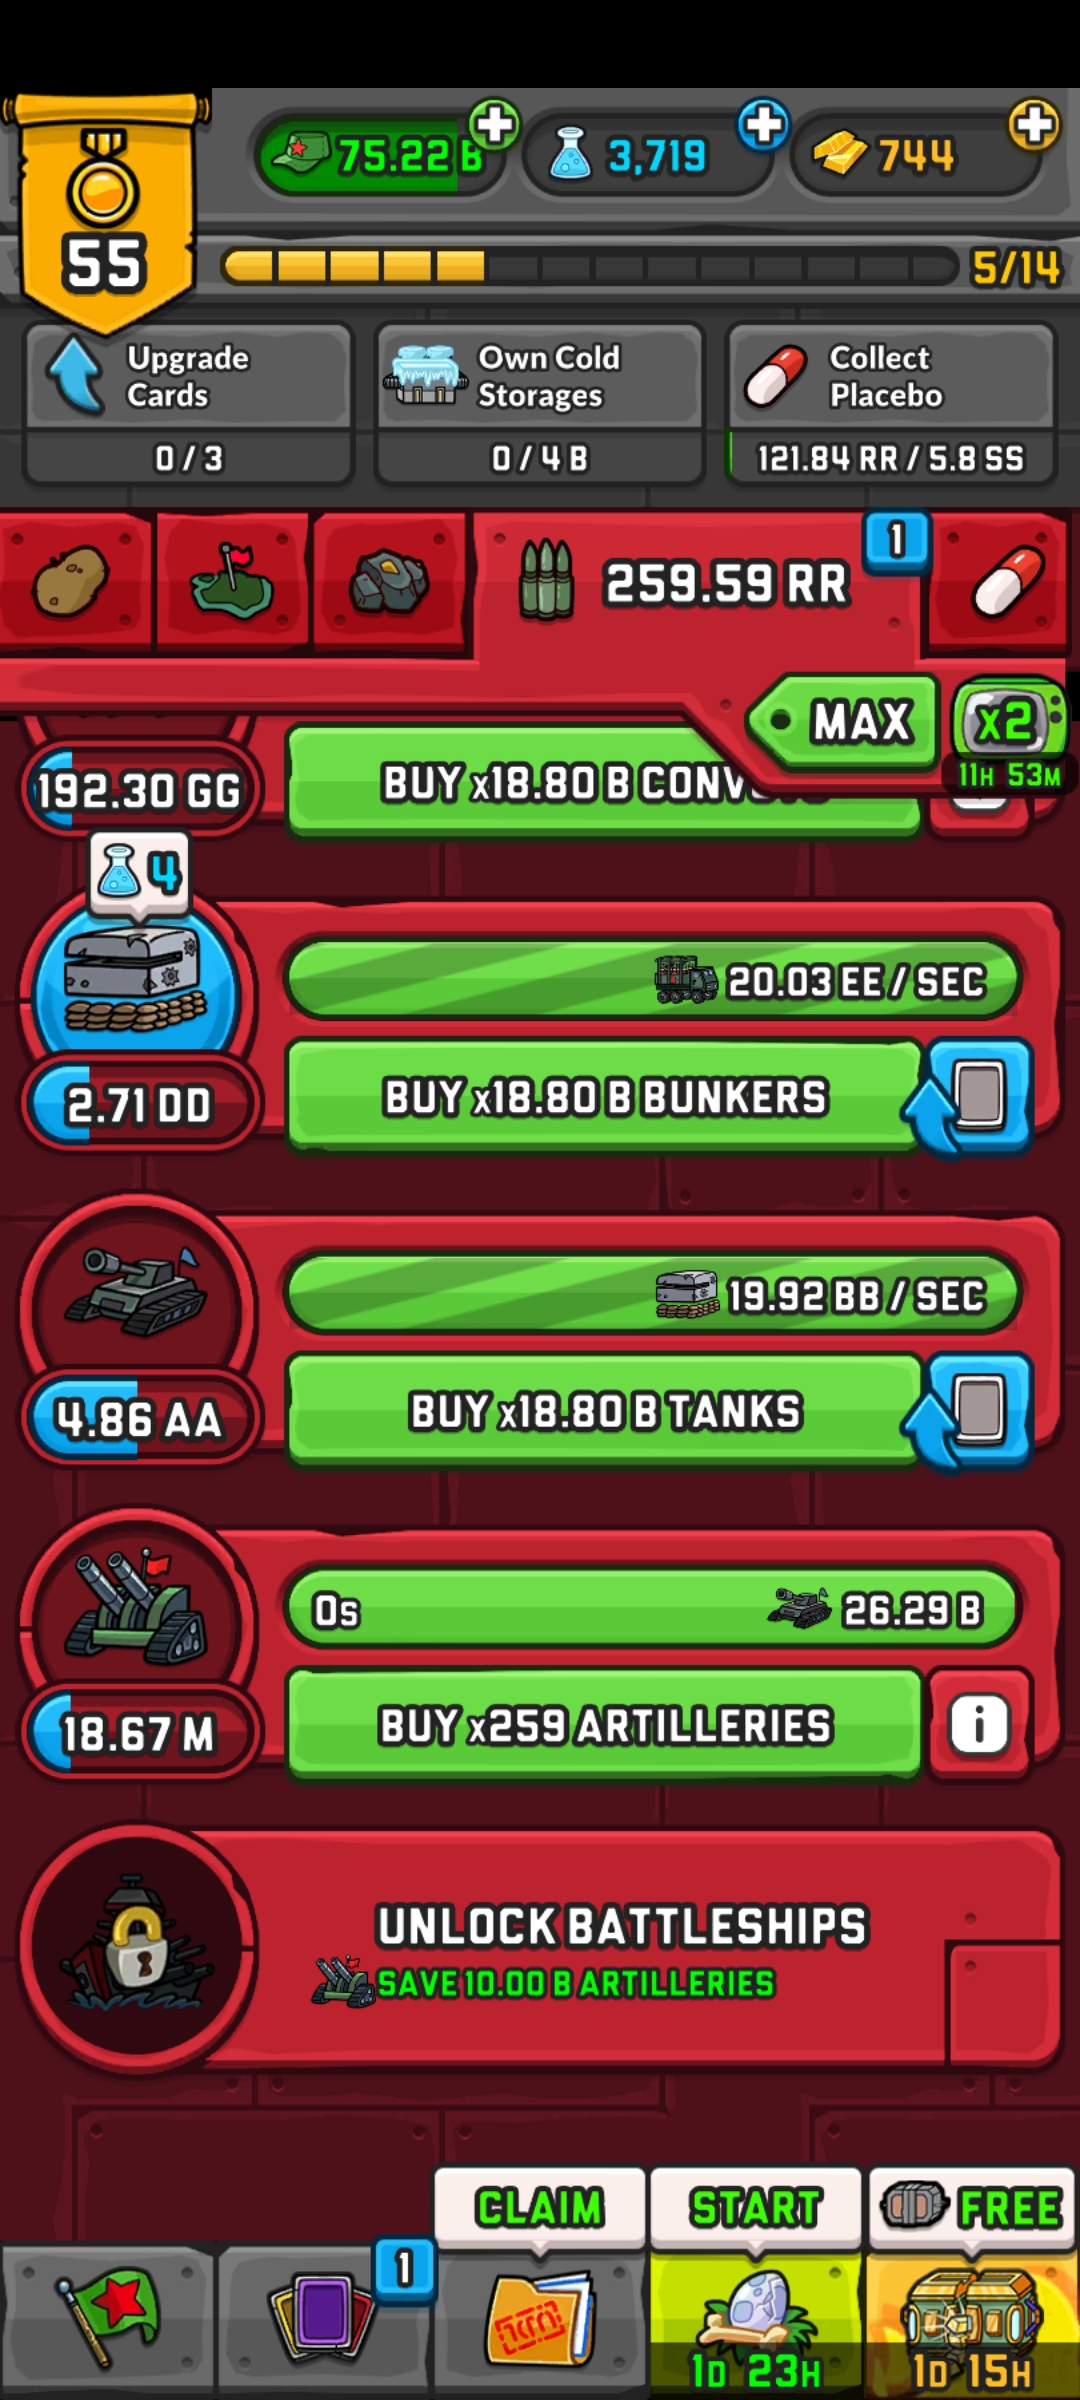 75.22 B
3,719
744
55
5/14
Upgrade
Cards
0 / 3
Own Cold
Storages
0 / 4 B
Collect
Placebo
121.84 RR / 5.8 SS
259.59 RR
1
MAX
x2
11H 53M
192.30 GG
BUY x18.80 B
4
20.03 EE / SEC
2.71 DD
BUY x18.80 B BUNKERS
19.92 BB / SEC
4.86 AA
BUY x18.80 B TANKS
0s
26.29 B
18.67 M
BUY x259 ARTILLERIES
i
UNLOCK BATTLESHIPS
SAVE 10.00 B ARTILLERIES
CLAIM
START
FREE
1
1D 23H
1D 15H